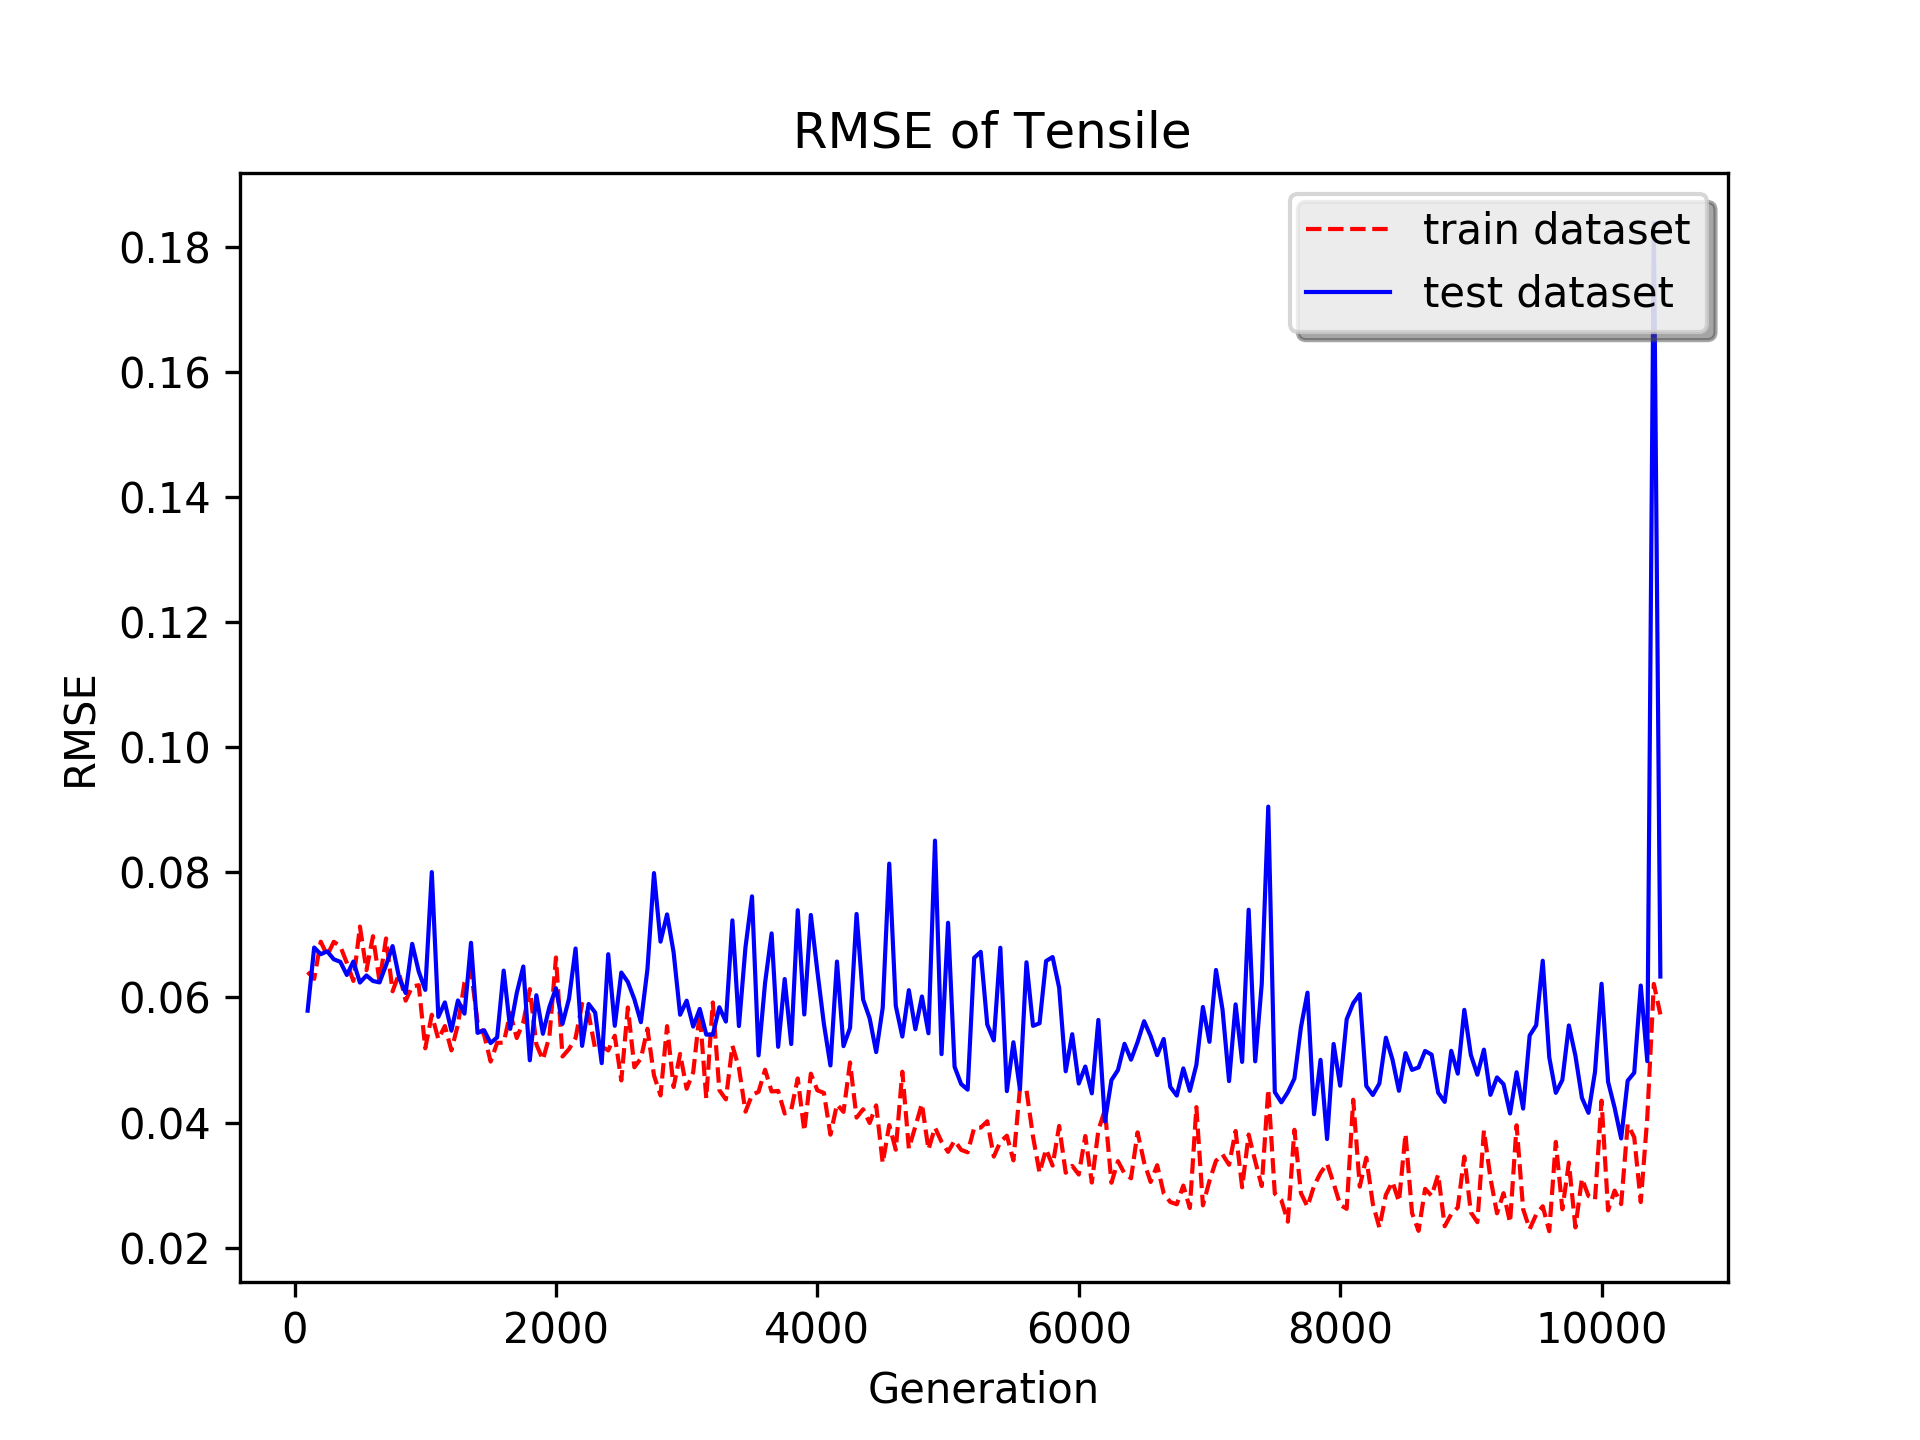 RMSE of Tensile
train dataset
test dataset
0.18
0.16
0.14
0.12
0.10
0.08
0.06
0.04
0.02
RMSE
0 2000 4000 6000 8000 10000
Generation